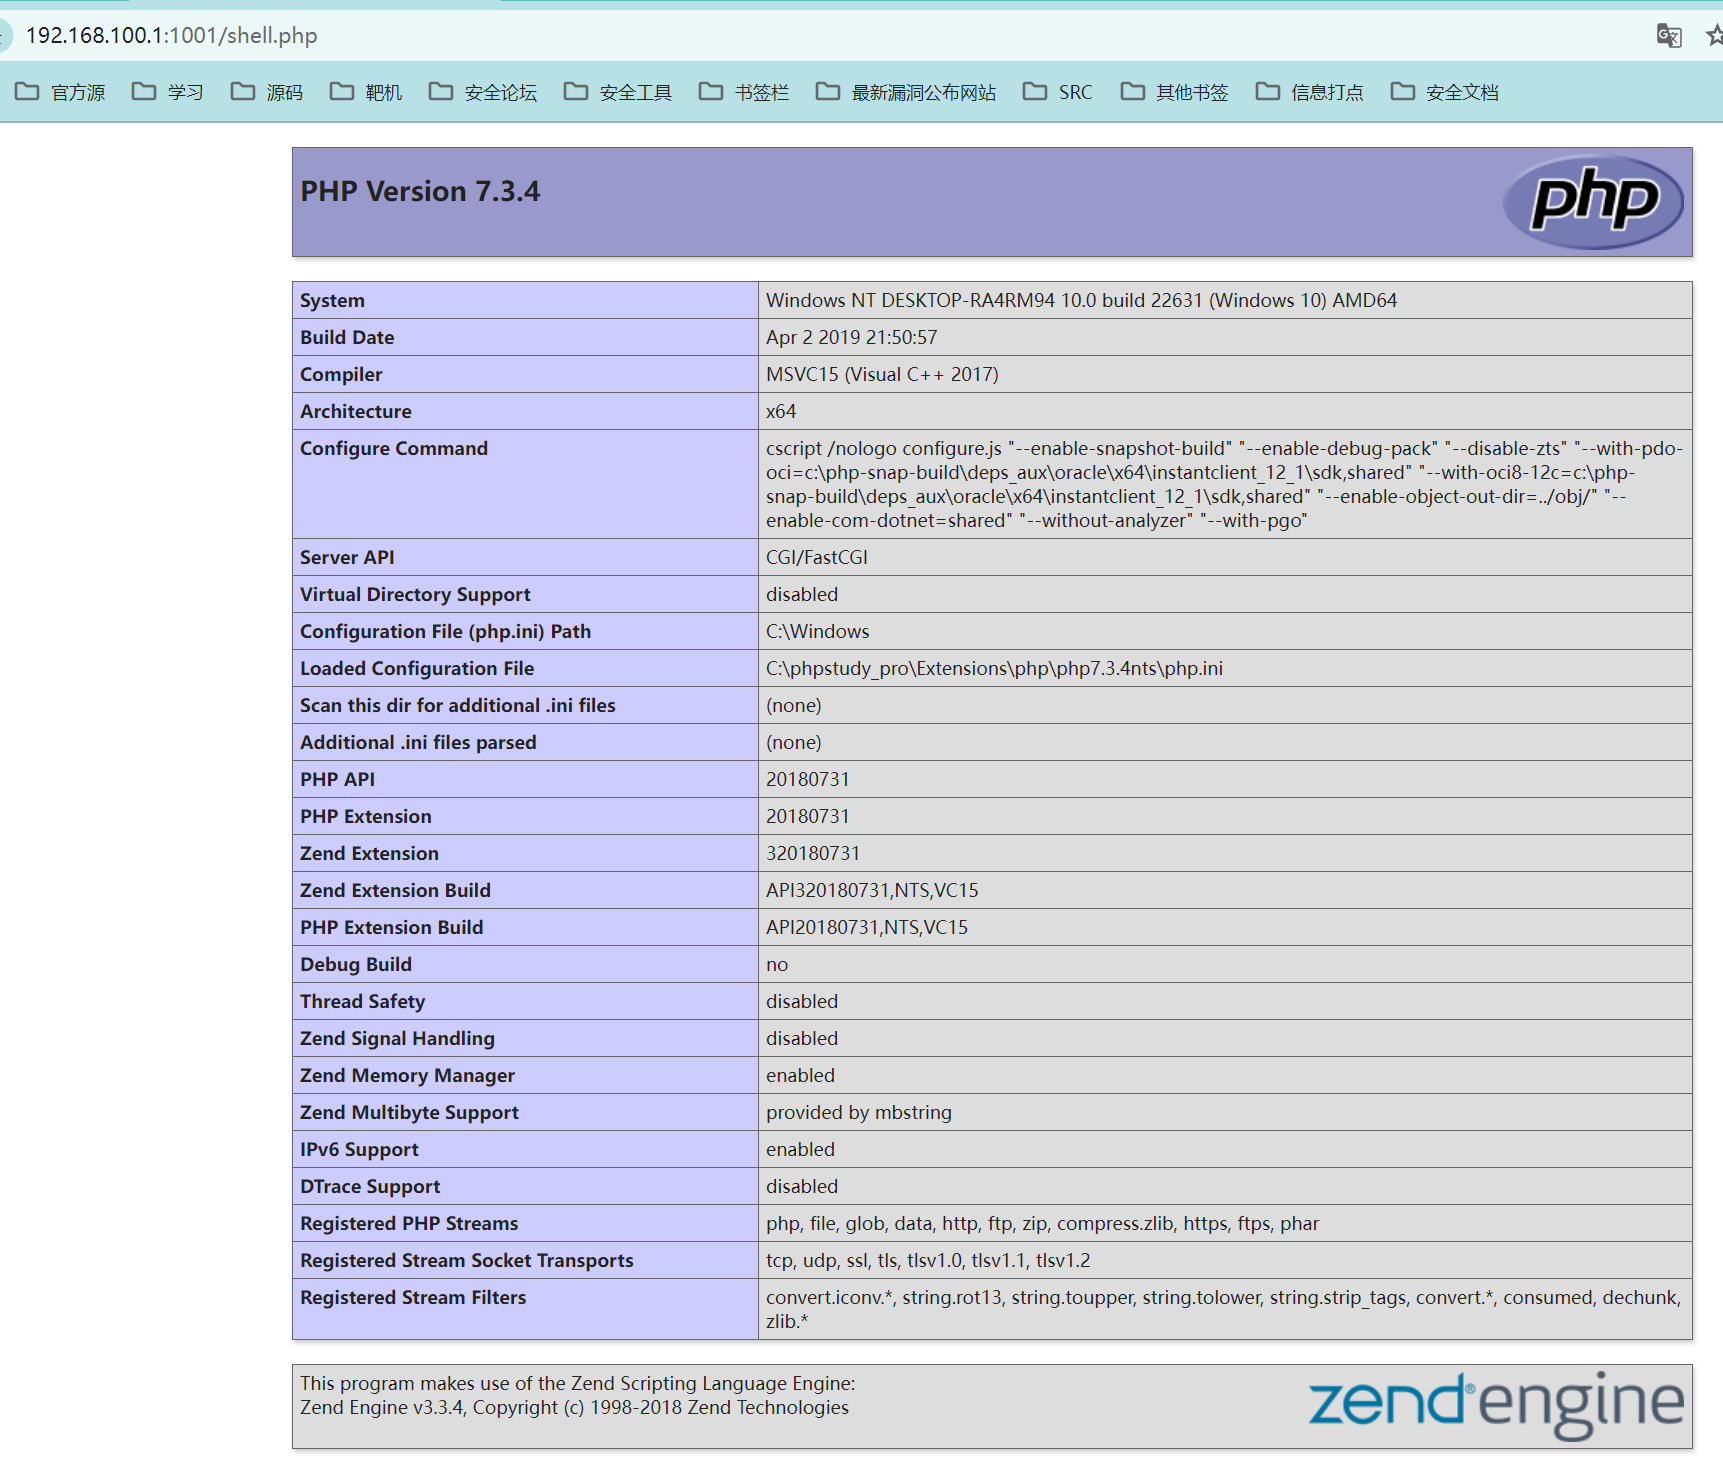 192.168.100.1:1001/shell.php
官方源 学习 源码 靶机 安全论坛 安全工具 书签栏 最新漏洞公布网站 SRC 其他书签 信息打点 安全文档
PHP Version 7.3.4 php
System Windows NT DESKTOP-RA4RM94 10.0 build 22631 (Windows 10) AMD64
Build Date Apr 2 2019 21:50:57
Compiler MSVC15 (Visual C++ 2017)
Architecture x64
Configure Command cscript /nologo configure.js "--enable-snapshot-build" "--enable-debug-pack" "--disable-zts" "--with-pdo-
oci=c:\php-snap-build\deps_aux\oracle\x64\instantclient_12_1\sdk,shared" "--with-oci8-12c=c:\php-
snap-build\deps_aux\oracle\x64\instantclient_12_1\sdk,shared" "--enable-object-out-dir=../obj/" "--
enable-com-dotnet=shared" "--without-analyzer" "--with-pgo"
Server API CGI/FastCGI
Virtual Directory Support disabled
Configuration File (php.ini) Path C:\Windows
Loaded Configuration File C:\phpstudy_pro\Extensions\php\php7.3.4nts\php.ini
Scan this dir for additional .ini files (none)
Additional .ini files parsed (none)
PHP API 20180731
PHP Extension 20180731
Zend Extension 320180731
Zend Extension Build API320180731,NTS,VC15
PHP Extension Build API20180731,NTS,VC15
Debug Build no
Thread Safety disabled
Zend Signal Handling disabled
Zend Memory Manager enabled
Zend Multibyte Support provided by mbstring
IPv6 Support enabled
DTrace Support disabled
Registered PHP Streams php, file, glob, data, http, ftp, zip, compress.zlib, https, ftps, phar
Registered Stream Socket Transports tcp, udp, ssl, tls, tlsv1.0, tlsv1.1, tlsv1.2
Registered Stream Filters convert.iconv.*, string.rot13, string.toupper, string.tolower, string.strip_tags, convert.*, consumed, dechunk,
zlib.*
This program makes use of the Zend Scripting Language Engine:
Zend Engine v3.3.4, Copyright (c) 1998-2018 Zend Technologies
zend® engine